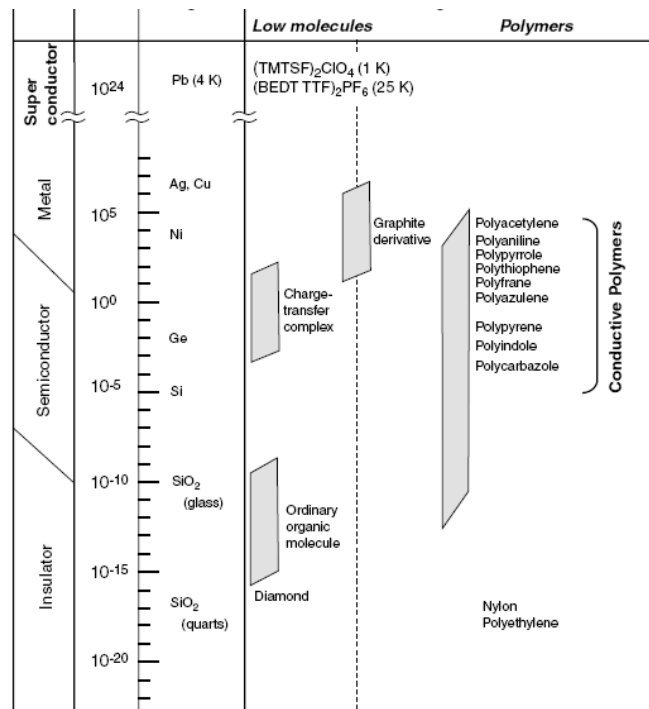 Low molecules
Polymers
Super
conductor
10²⁴
Pb (4 K)
(TMTSF)₂ClO₄ (1 K)
(BEDT TTF)₂PF₆ (25 K)
Metal
Ag, Cu
10⁵
Ni
Graphite
derivative
Polyacetylene
Polyaniline
Polypyrrole
Polythiophene
Polyfrane
Polyazulene
Polypyrene
Polyindole
Polycarbazole
Conductive Polymers
Semiconductor
10⁰
Charge-
transfer
complex
Ge
10⁻⁵
Si
Insulator
10⁻¹⁰
SiO₂
(glass)
Ordinary
organic
molecule
10⁻¹⁵
Diamond
SiO₂
(quarts)
Nylon
Polyethylene
10⁻²⁰